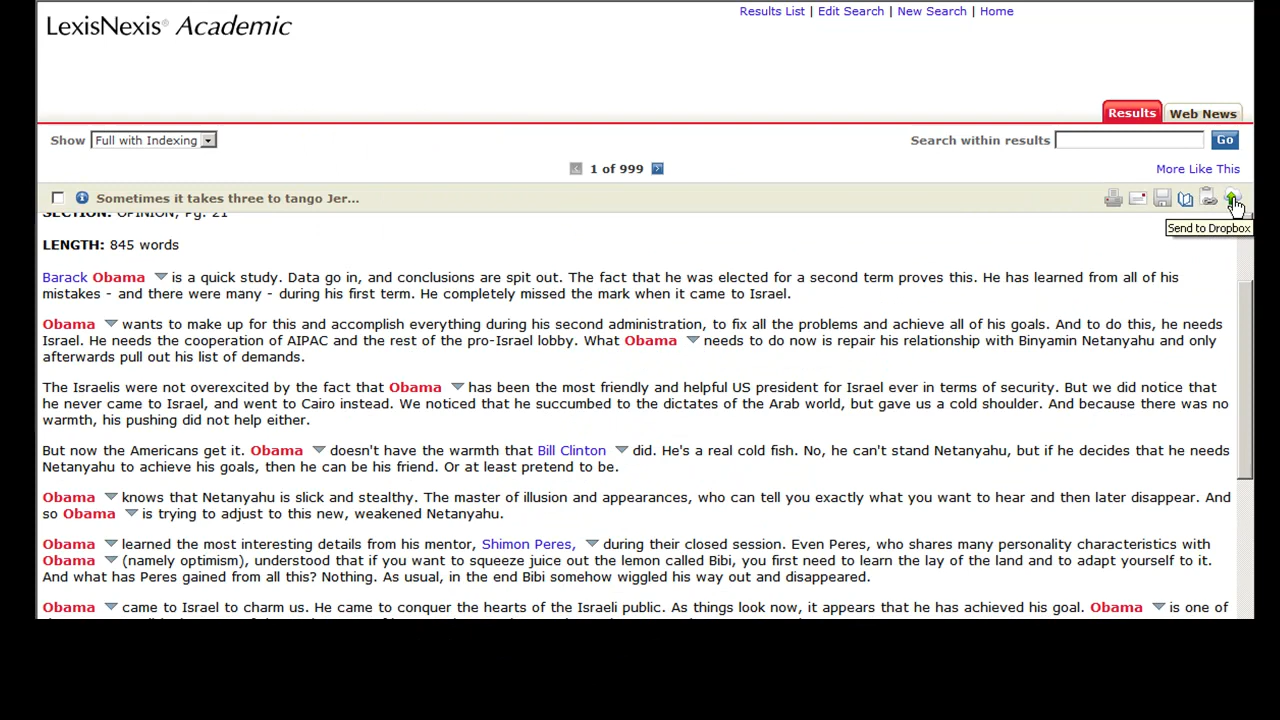 LexisNexis® Academic
Results List | Edit Search | New Search | Home
Results Web News
Show Full with Indexing
Search within results Go
1 of 999
More Like This
Sometimes it takes three to tango Jer...
Send to Dropbox
SECTION: OPINION, Pg. 21
LENGTH: 845 words
Barack Obama is a quick study. Data go in, and conclusions are spit out. The fact that he was elected for a second term proves this. He has learned from all of his
mistakes - and there were many - during his first term. He completely missed the mark when it came to Israel.
Obama wants to make up for this and accomplish everything during his second administration, to fix all the problems and achieve all of his goals. And to do this, he needs
Israel. He needs the cooperation of AIPAC and the rest of the pro-Israel lobby. What Obama needs to do now is repair his relationship with Binyamin Netanyahu and only
afterwards pull out his list of demands.
The Israelis were not overexcited by the fact that Obama has been the most friendly and helpful US president for Israel ever in terms of security. But we did notice that
he never came to Israel, and went to Cairo instead. We noticed that he succumbed to the dictates of the Arab world, but gave us a cold shoulder. And because there was no
warmth, his pushing did not help either.
But now the Americans get it. Obama doesn't have the warmth that Bill Clinton did. He's a real cold fish. No, he can't stand Netanyahu, but if he decides that he needs
Netanyahu to achieve his goals, then he can be his friend. Or at least pretend to be.
Obama knows that Netanyahu is slick and stealthy. The master of illusion and appearances, who can tell you exactly what you want to hear and then later disappear. And
so Obama is trying to adjust to this new, weakened Netanyahu.
Obama learned the most interesting details from his mentor, Shimon Peres, during their closed session. Even Peres, who shares many personality characteristics with
Obama (namely optimism), understood that if you want to squeeze juice out the lemon called Bibi, you first need to learn the lay of the land and to adapt yourself to it.
And what has Peres gained from all this? Nothing. As usual, in the end Bibi somehow wiggled his way out and disappeared.
Obama came to Israel to charm us. He came to conquer the hearts of the Israeli public. As things look now, it appears that he has achieved his goal. Obama is one of